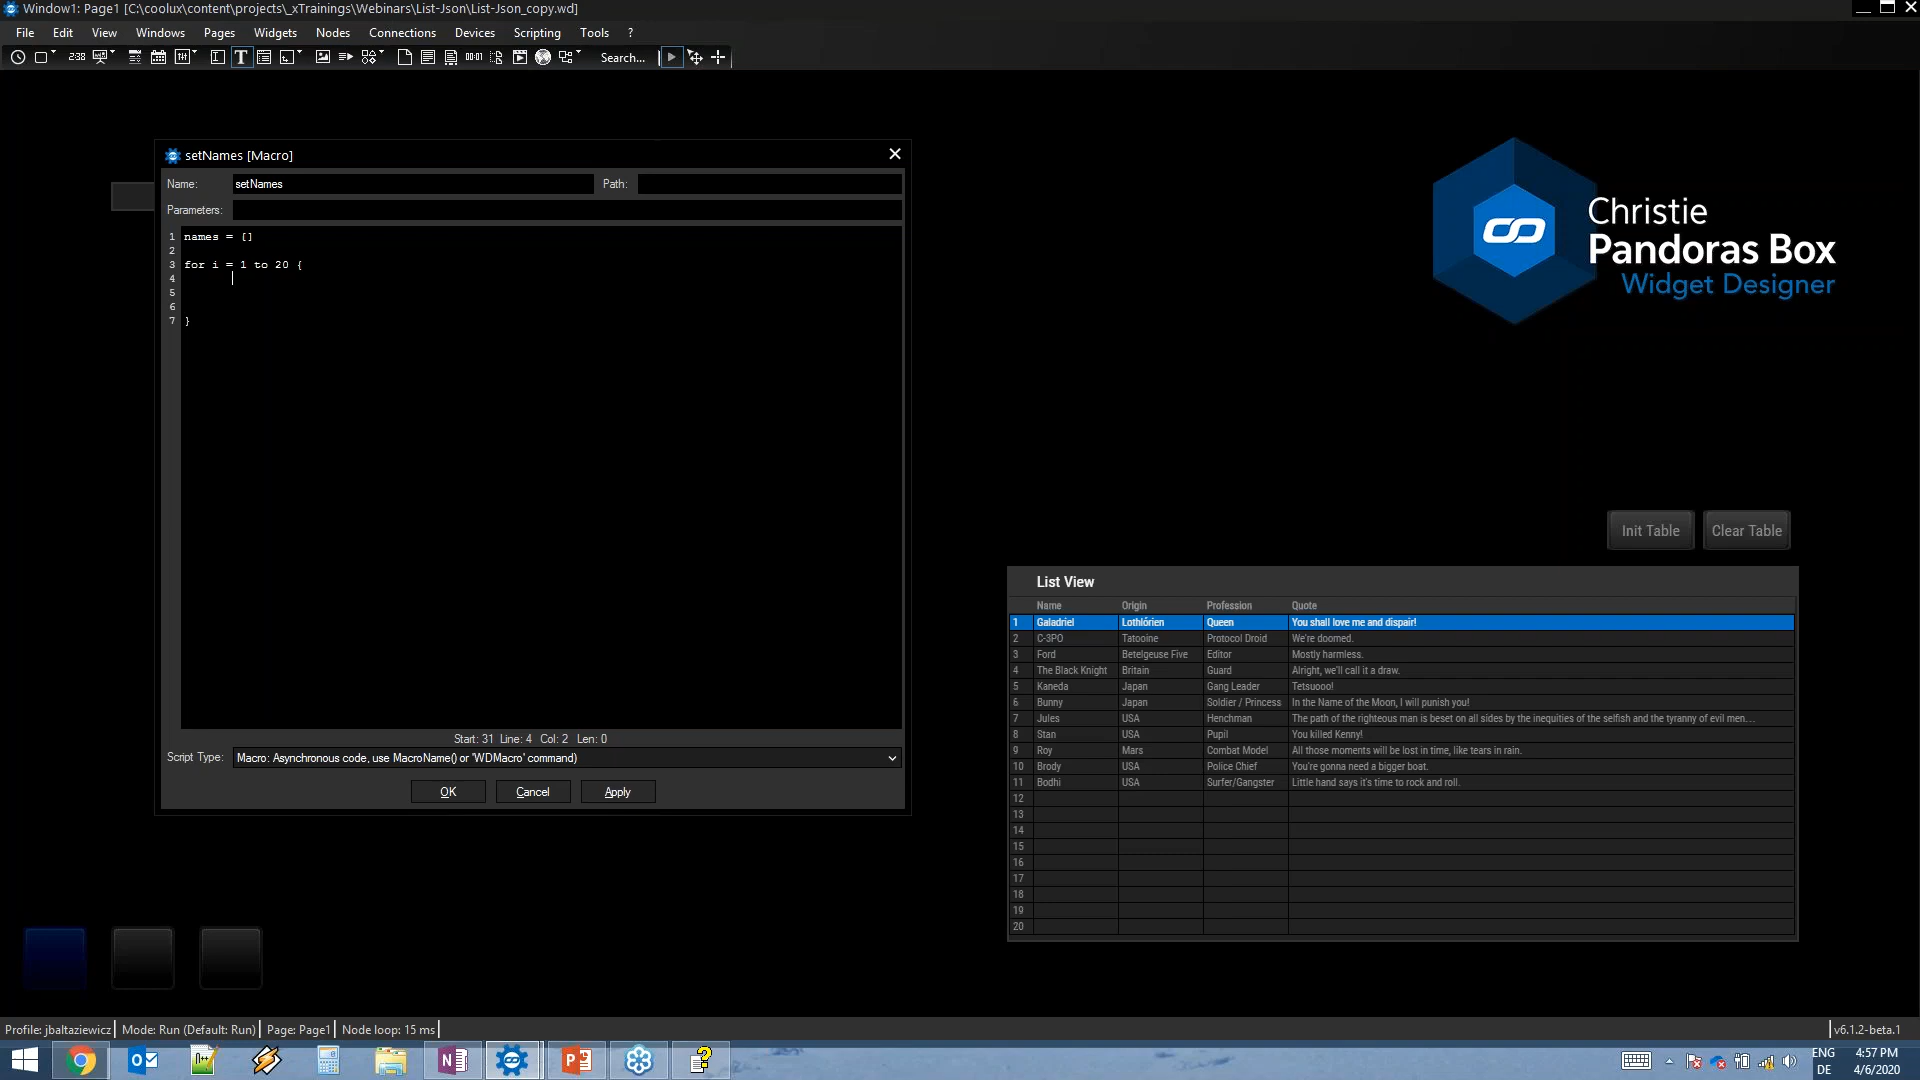 Window1: Page1 [C:\coolux\content\projects\_xTrainings\Webinars\List-Json\List-Json_copy.wd]
File Edit View Windows Pages Widgets Nodes Connections Devices Scripting Tools ?
Search...
setNames [Macro]
Name: setNames Path:
Parameters:
1 names = []
2
3 for i = 1 to 20 {
4
5
6
7 }
Start: 31 Line: 4 Col: 2 Len: 0
Script Type: Macro: Asynchronous code, use MacroName() or 'WDMacro' command)
OK Cancel Apply
Christie
Pandoras Box
Widget Designer
Init Table Clear Table
List View
Name Origin Profession Quote
1 Galadriel Lothlórien Queen You shall love me and dispair!
2 C-3PO Tatooine Protocol Droid We're doomed.
3 Ford Betelgeuse Five Editor Mostly harmless.
4 The Black Knight Britain Guard Alright, we'll call it a draw.
5 Kaneda Japan Gang Leader Tetsuooo!
6 Bunny Japan Soldier / Princess In the Name of the Moon, I will punish you!
7 Jules USA Henchman The path of the righteous man is beset on all sides by the inequities of the selfish and the tyranny of evil men...
8 Stan USA Pupil You killed Kenny!
9 Roy Mars Combat Model All those moments will be lost in time, like tears in rain.
10 Brody USA Police Chief You're gonna need a bigger boat.
11 Bodhi USA Surfer/Gangster Little hand says it's time to rock and roll.
12
13
14
15
16
17
18
19
20
Profile: jbaltaziewicz Mode: Run (Default: Run) Page: Page1 Node loop: 15 ms v6.1.2-beta.1
ENG 4:57 PM
DE 4/6/2020